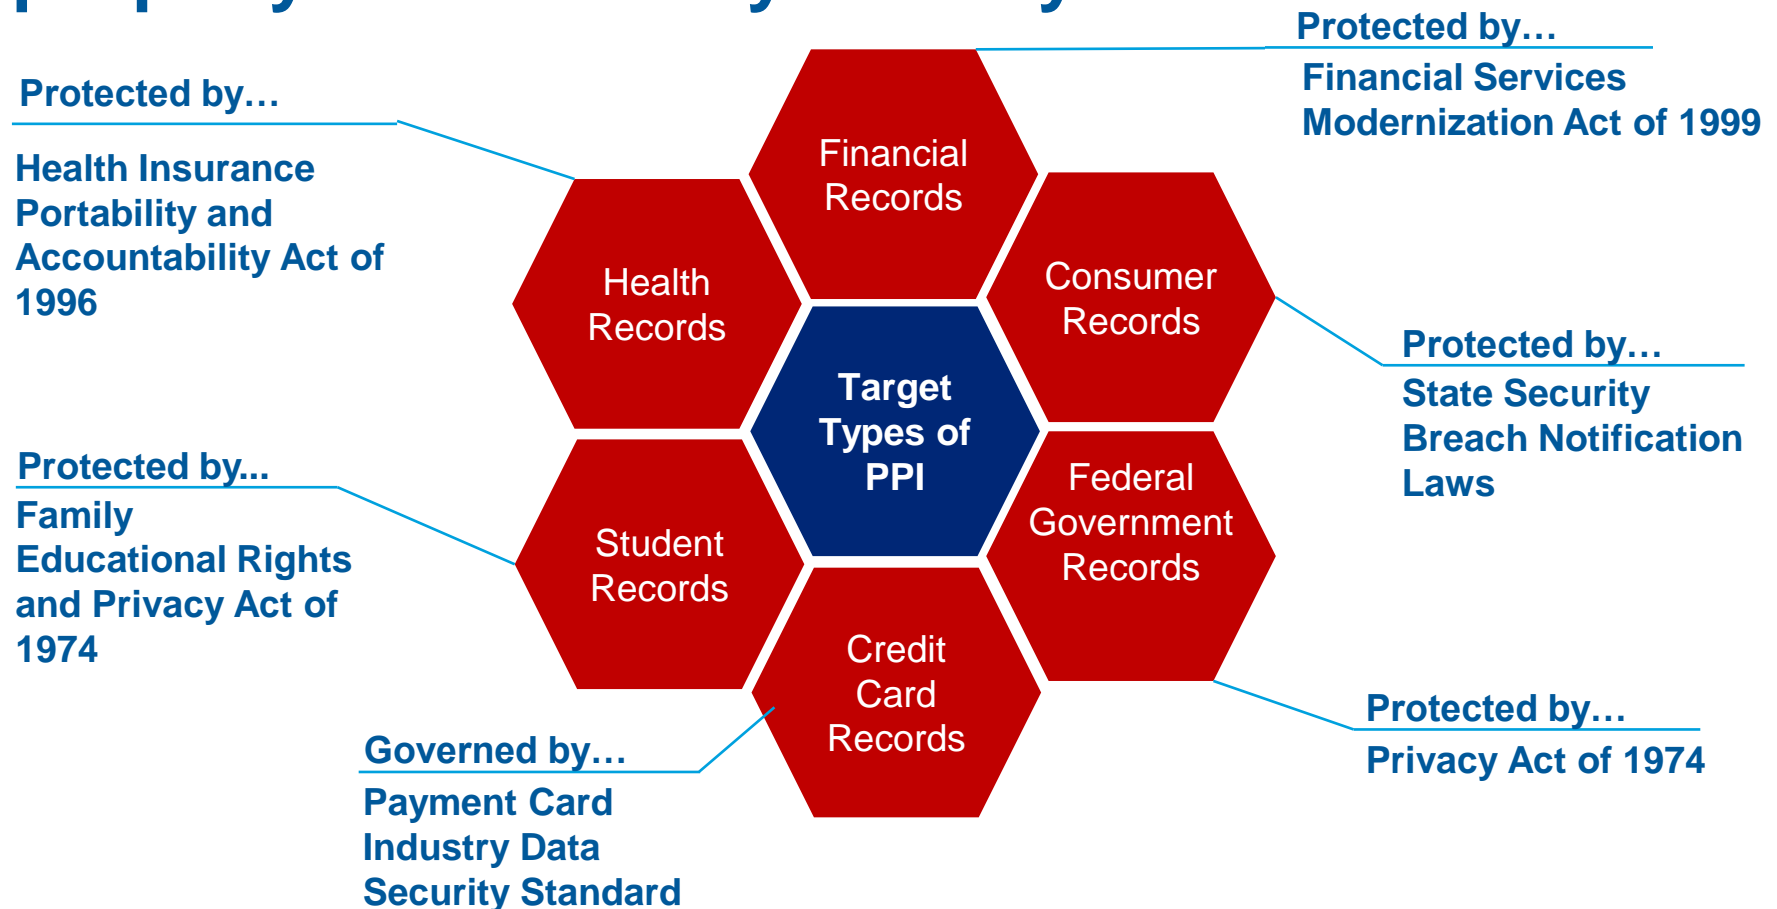 Protected by…
Financial Services
Modernization Act of 1999
Protected by…
Health Insurance
Portability and
Accountability Act of
1996
Financial
Records
Health
Records
Consumer
Records
Target
Types of
PPI
Protected by…
State Security
Breach Notification
Laws
Protected by...
Family
Educational Rights
and Privacy Act of
1974
Student
Records
Federal
Government
Records
Credit
Card
Records
Protected by…
Privacy Act of 1974
Governed by…
Payment Card
Industry Data
Security Standard